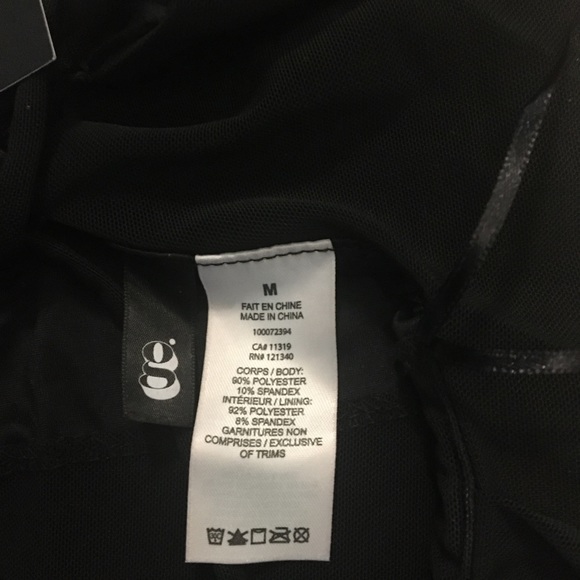 g.
M
FAIT EN CHINE
MADE IN CHINA
100072394
CA# 11319
RN# 121340
CORPS / BODY:
90% POLYESTER
10% SPANDEX
INTÉRIEUR / LINING:
92% POLYESTER
8% SPANDEX
GARNITURES NON
COMPRISES / EXCLUSIVE
OF TRIMS